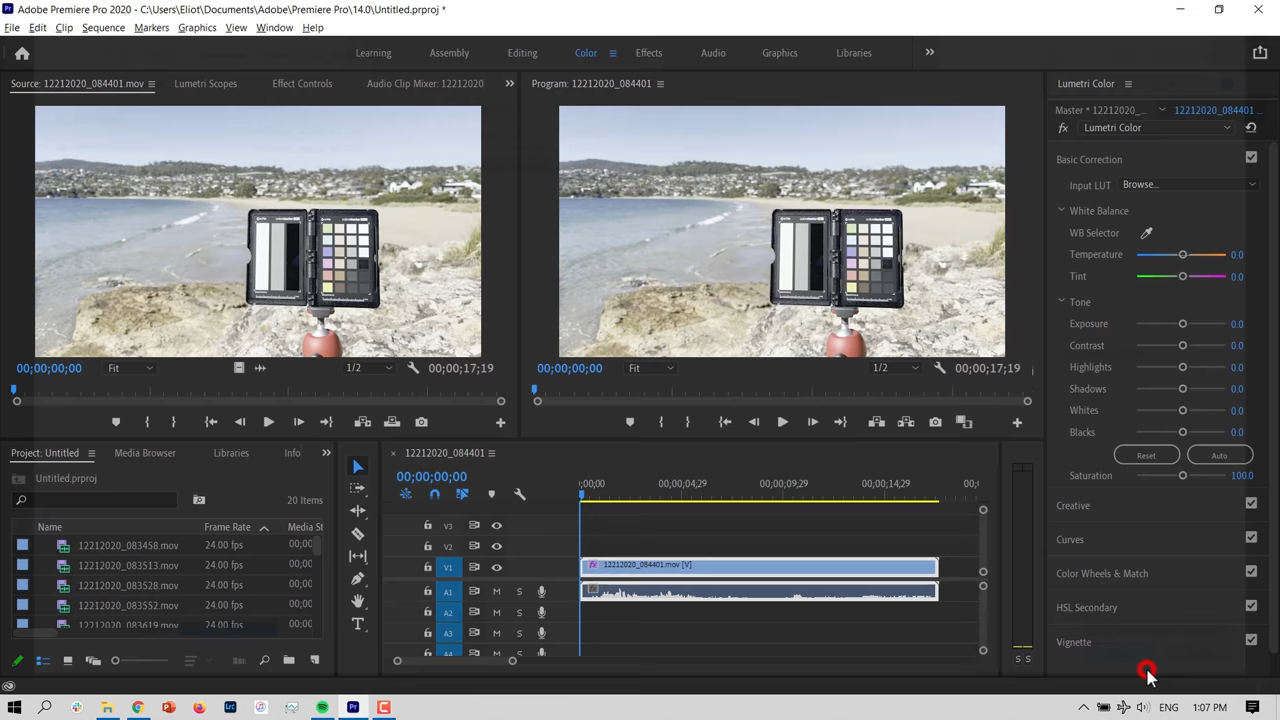 Adobe Premiere Pro 2020 - C:\Users\Eliot\Documents\Adobe\Premiere Pro\14.0\Untitled.prproj *
File Edit Clip Sequence Markers Graphics View Window Help
Learning Assembly Editing Color Effects Audio Graphics Libraries
Source: 12212020_084401.mov Lumetri Scopes Effect Controls Audio Clip Mixer: 12212020
Program: 12212020_084401
Lumetri Color
Master * 12212020_... 12212020_084401 ...
fx Lumetri Color
Basic Correction
Input LUT Browse...
White Balance
WB Selector
Temperature 0.0
Tint 0.0
Tone
Exposure 0.0
Contrast 0.0
Highlights 0.0
Shadows 0.0
Whites 0.0
Blacks 0.0
Reset Auto
Saturation 100.0
Creative
Curves
Color Wheels & Match
HSL Secondary
Vignette
00;00;00;00 Fit 1/2 00;00;17;19
00;00;00;00 Fit 1/2 00;00;17;19
Project: Untitled Media Browser Libraries Info
Untitled.prproj
20 Items
Name Frame Rate Media St
12212020_083458.mov 24.00 fps 00;00
12212020_083513.mov 24.00 fps 00;00
12212020_083528.mov 24.00 fps 00;00
12212020_083552.mov 24.00 fps 00;00
12212020_083619.mov 24.00 fps 00;00
12212020_084401
00;00;00;00
;00;00 00;00;04;29 00;00;09;29 00;00;14;29 00;0
V3
V2
V1 fx 12212020_084401.mov [V]
A1 M S
A2 M S
A3 M S
A4 M S
S S
ENG 1:07 PM